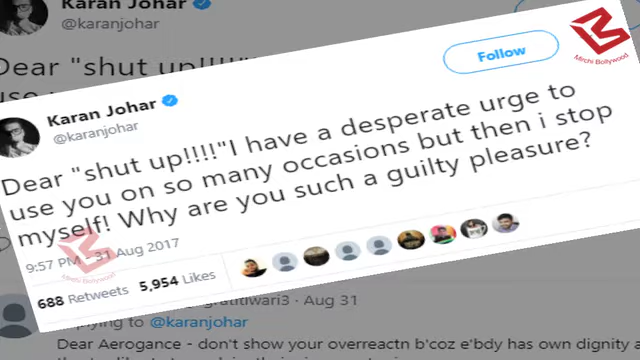 Karan Johar
@karanjohar
Dear "shut up!!!!"
use
Follow
Mirchi Bollywood
Karan Johar
@karanjohar
Dear "shut up!!!!"I have a desperate urge to
use you on so many occasions but then i stop
myself! Why are you such a guilty pleasure?
9:57 PM - 31 Aug 2017
Mirchi Bollywood
688 Retweets 5,954 Likes
· Aug 31
@karanjohar
Dear Aerogance - don't show your overreactn b'coz e'bdy has own dignity a